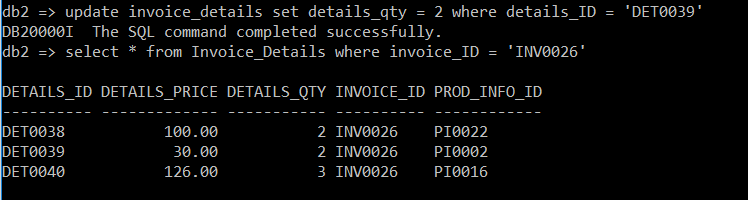 db2 => update invoice_details set details_qty = 2 where details_ID = 'DET0039'
DB20000I  The SQL command completed successfully.
db2 => select * from Invoice_Details where invoice_ID = 'INV0026'

DETAILS_ID DETAILS_PRICE DETAILS_QTY INVOICE_ID PROD_INFO_ID
---------- ------------- ----------- ---------- ------------
DET0038           100.00           2 INV0026    PI0022
DET0039            30.00           2 INV0026    PI0002
DET0040           126.00           3 INV0026    PI0016